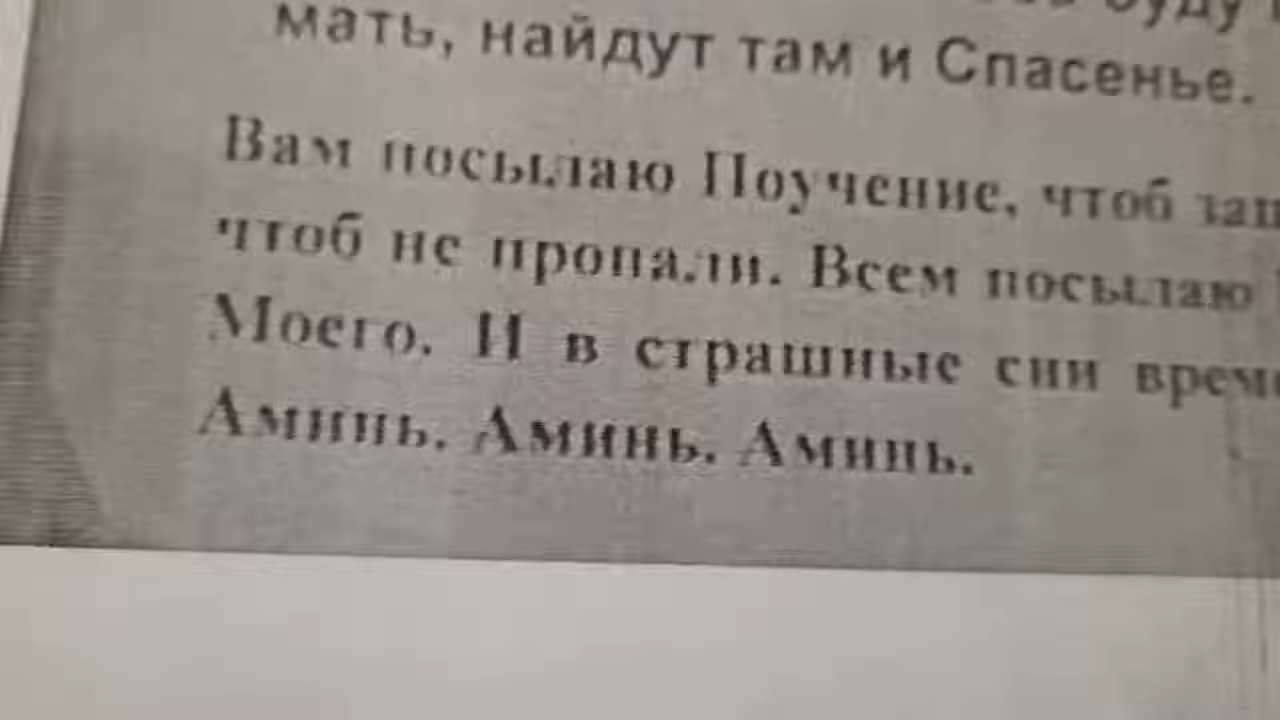 буду
мать, найдут там и Спасенье.
Вам посылаю Поучение, чтоб
чтоб не пропали. Всем посылаю
Моего. И в страшные сии
Аминь. Аминь. Аминь.